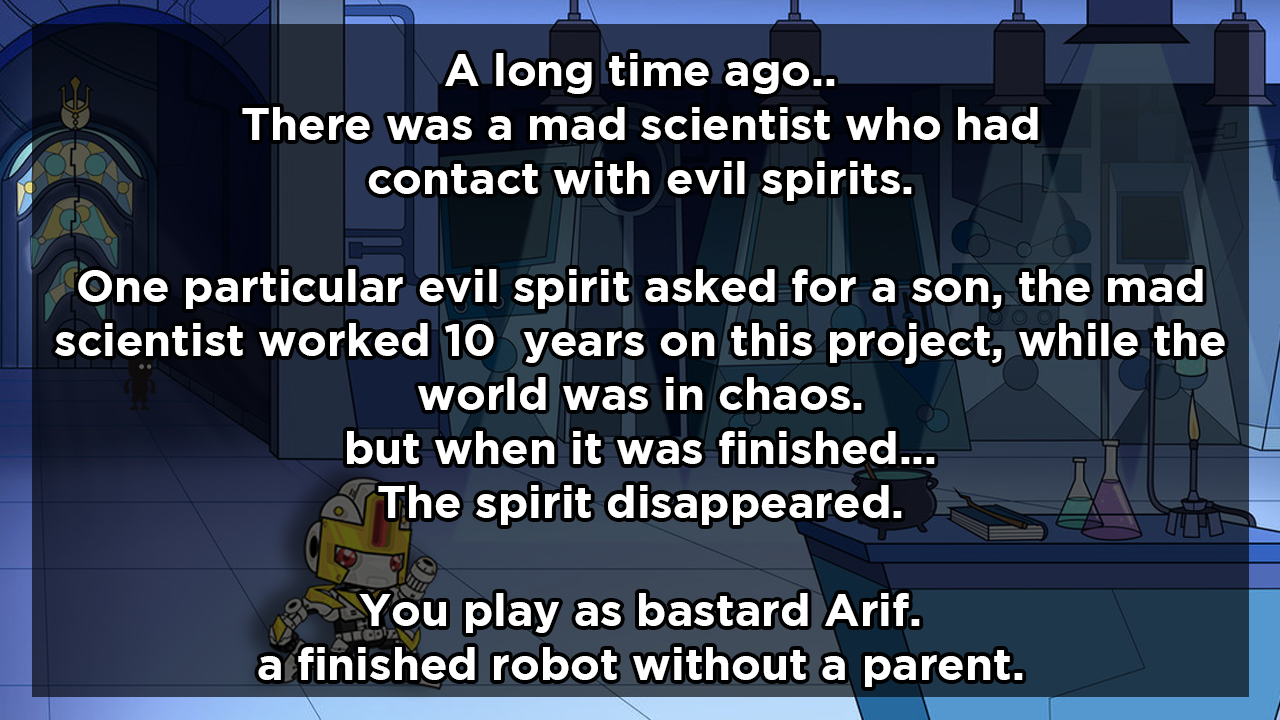 A long time ago..
There was a mad scientist who had
contact with evil spirits.
One particular evil spirit asked for a son, the mad
scientist worked 10  years on this project, while the
world was in chaos.
but when it was finished...
The spirit disappeared.
You play as bastard Arif.
a finished robot without a parent.